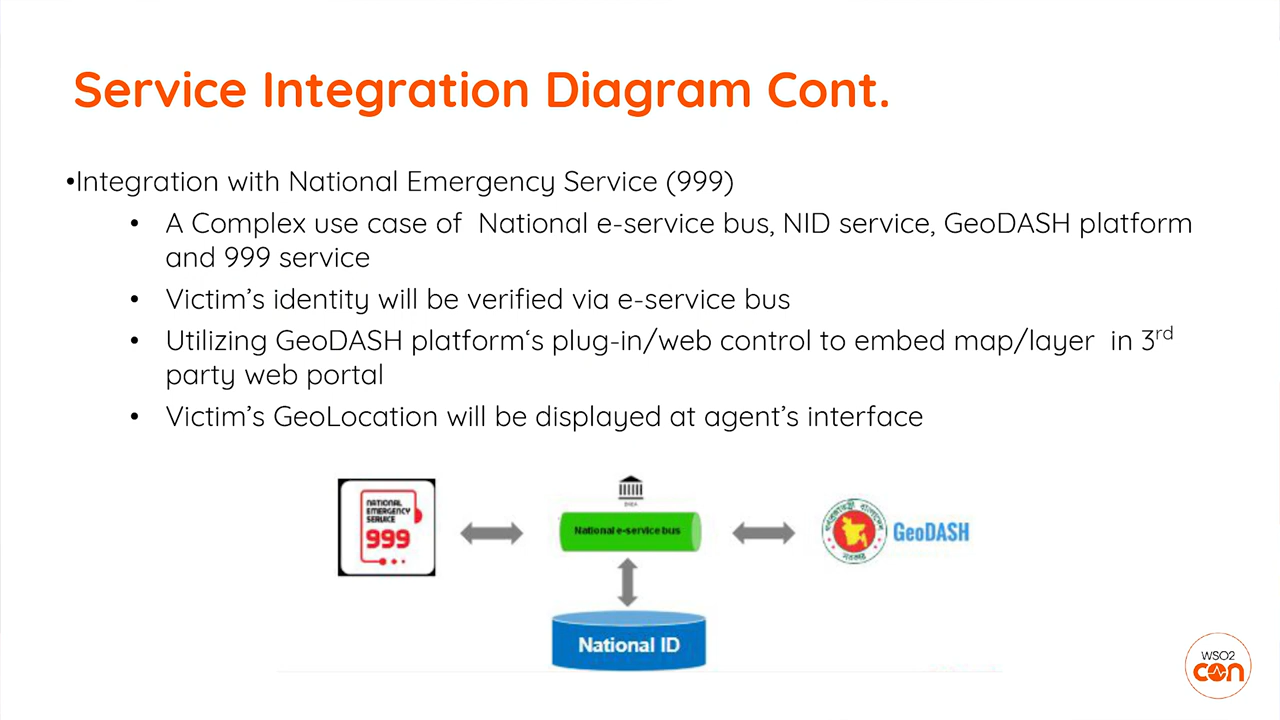 Service Integration Diagram Cont.
•Integration with National Emergency Service (999)
• A Complex use case of  National e-service bus, NID service, GeoDASH platform
and 999 service
• Victim’s identity will be verified via e-service bus
• Utilizing GeoDASH platform‘s plug-in/web control to embed map/layer  in 3rd
party web portal
• Victim’s GeoLocation will be displayed at agent’s interface
NATIONAL
EMERGENCY
SERVICE
999
National e-service bus
GeoDASH
National ID
WSO2
con